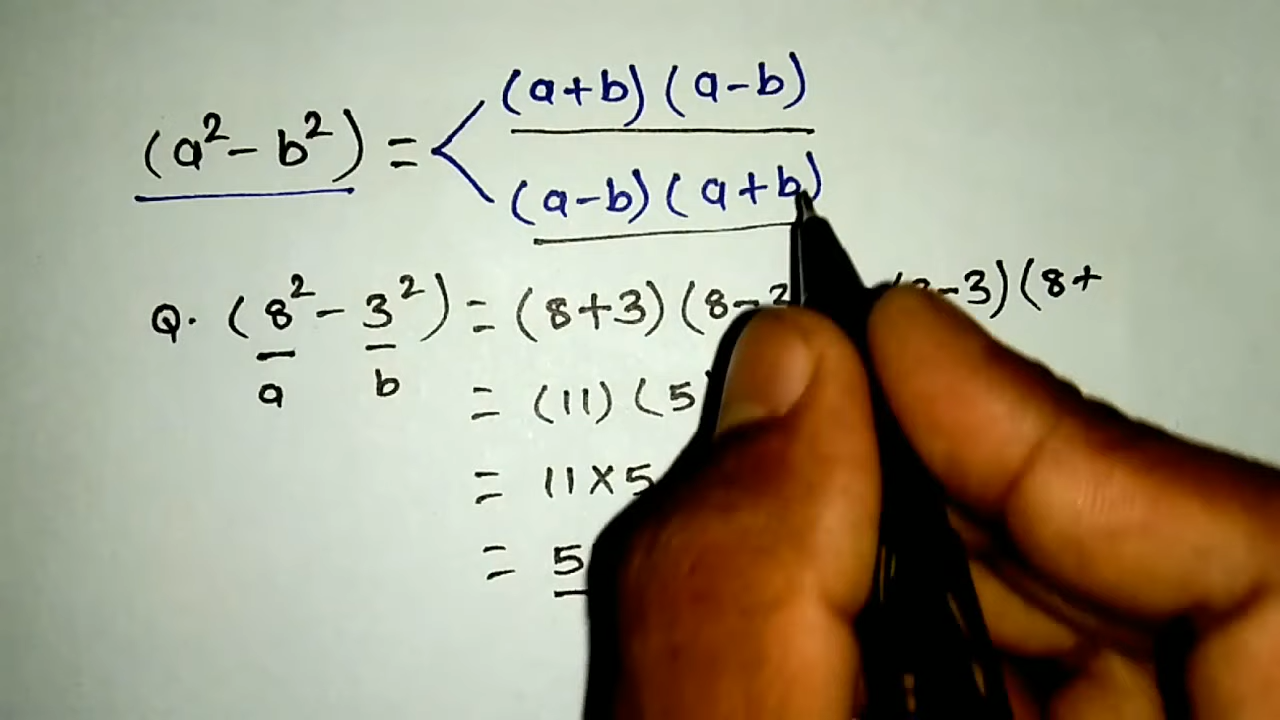 (a+b) (a-b)
(a² - b²) =
(a-b) (a+b)
Q. (8² - 3²) = (8+3) (8- -3) (8+
a b
= (11) (5
= 11 × 5
= 5